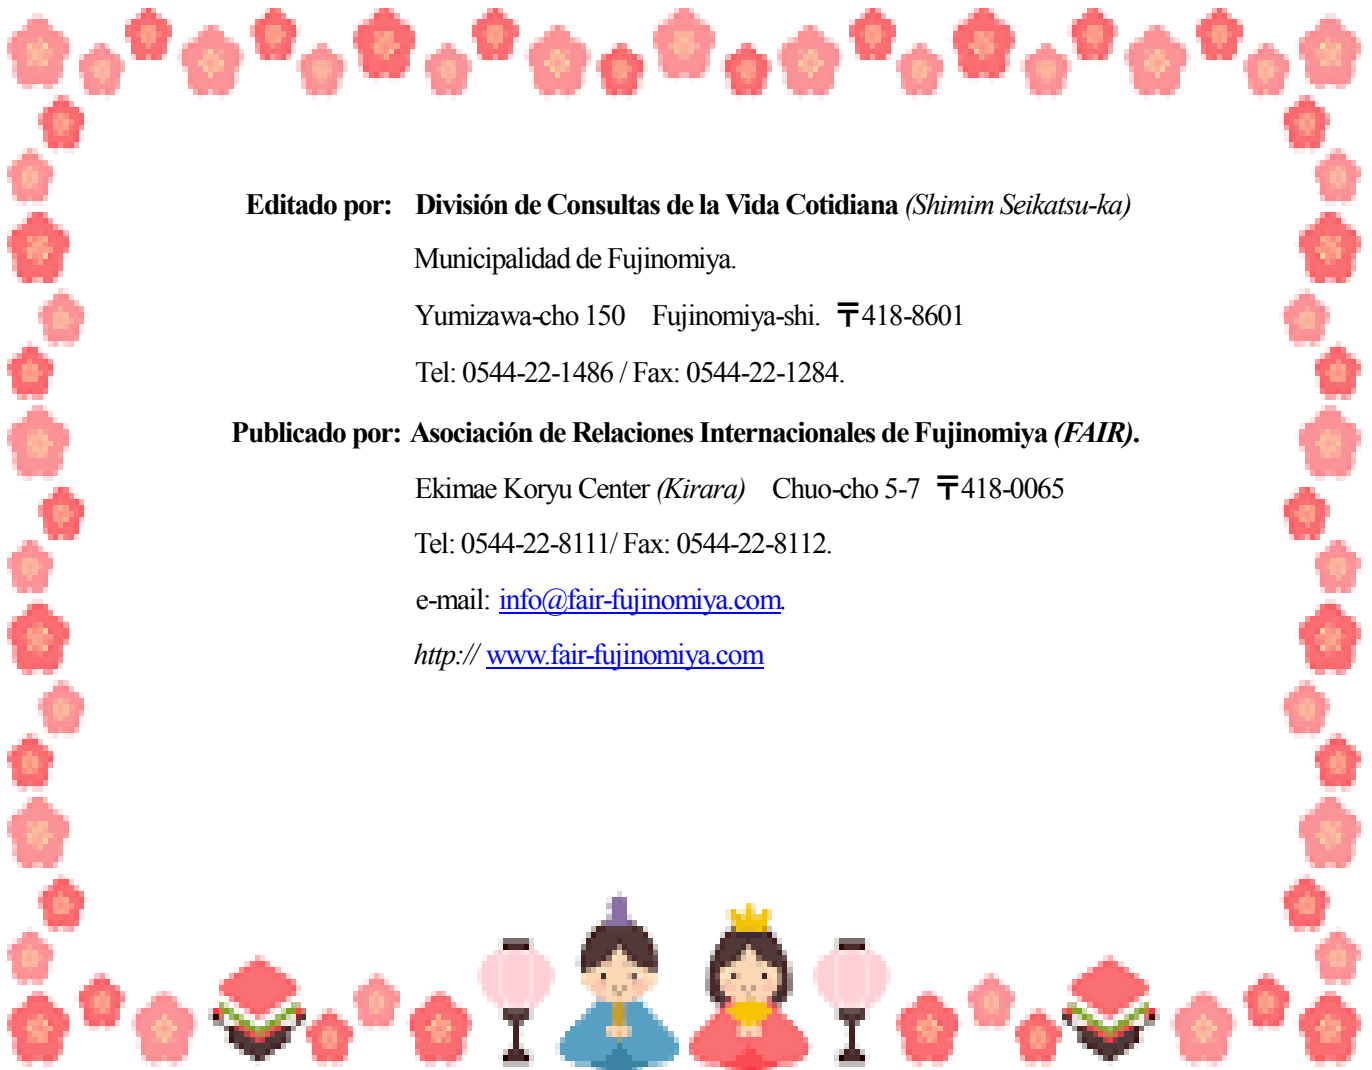 Editado por: División de Consultas de la Vida Cotidiana (Shimim Seikatsu-ka)
Municipalidad de Fujinomiya.
Yumizawa-cho 150 Fujinomiya-shi. 〒418-8601
Tel: 0544-22-1486 / Fax: 0544-22-1284.
Publicado por: Asociación de Relaciones Internacionales de Fujinomiya (FAIR).
Ekimae Koryu Center (Kirara) Chuo-cho 5-7 〒418-0065
Tel: 0544-22-8111/ Fax: 0544-22-8112.
e-mail: info@fair-fujinomiya.com.
http:// www.fair-fujinomiya.com